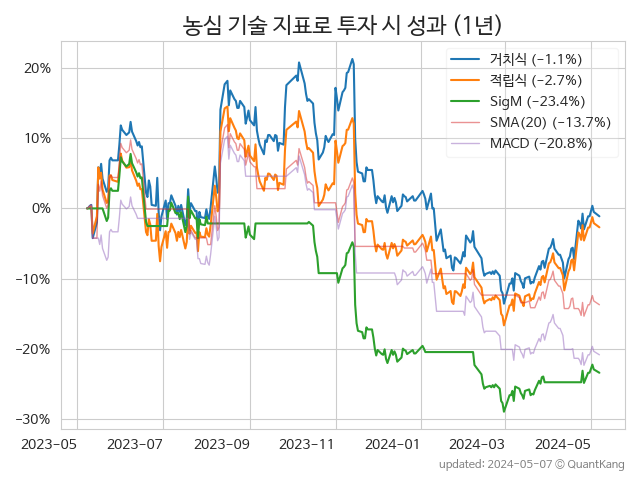 농심 기술 지표로 투자 시 성과 (1년)
거치식 (−1.1%)
적립식 (−2.7%)
SigM (−23.4%)
SMA(20) (−13.7%)
MACD (−20.8%)
20%
10%
0%
−10%
−20%
−30%
2023-05 2023-07 2023-09 2023-11 2024-01 2024-03 2024-05
updated: 2024-05-07 © QuantKang